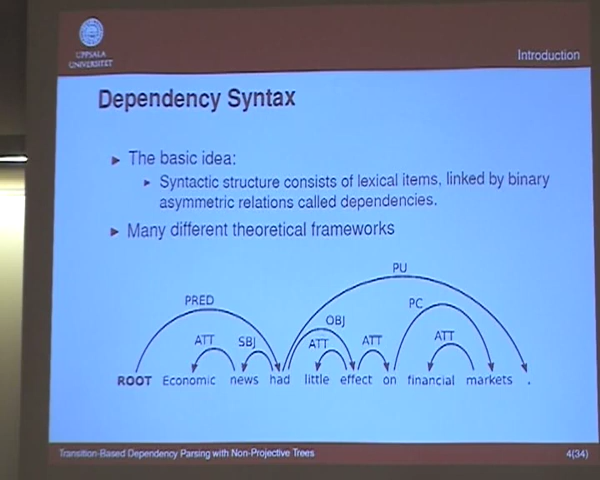 UPPSALA
UNIVERSITET
Introduction
Dependency Syntax
The basic idea:
Syntactic structure consists of lexical items, linked by binary
asymmetric relations called dependencies.
Many different theoretical frameworks
PU
PRED
PC
OBJ
ATT SBJ ATT ATT ATT
ROOT Economic news had little effect on financial markets .
Transition-Based Dependency Parsing with Non-Projective Trees 4(34)